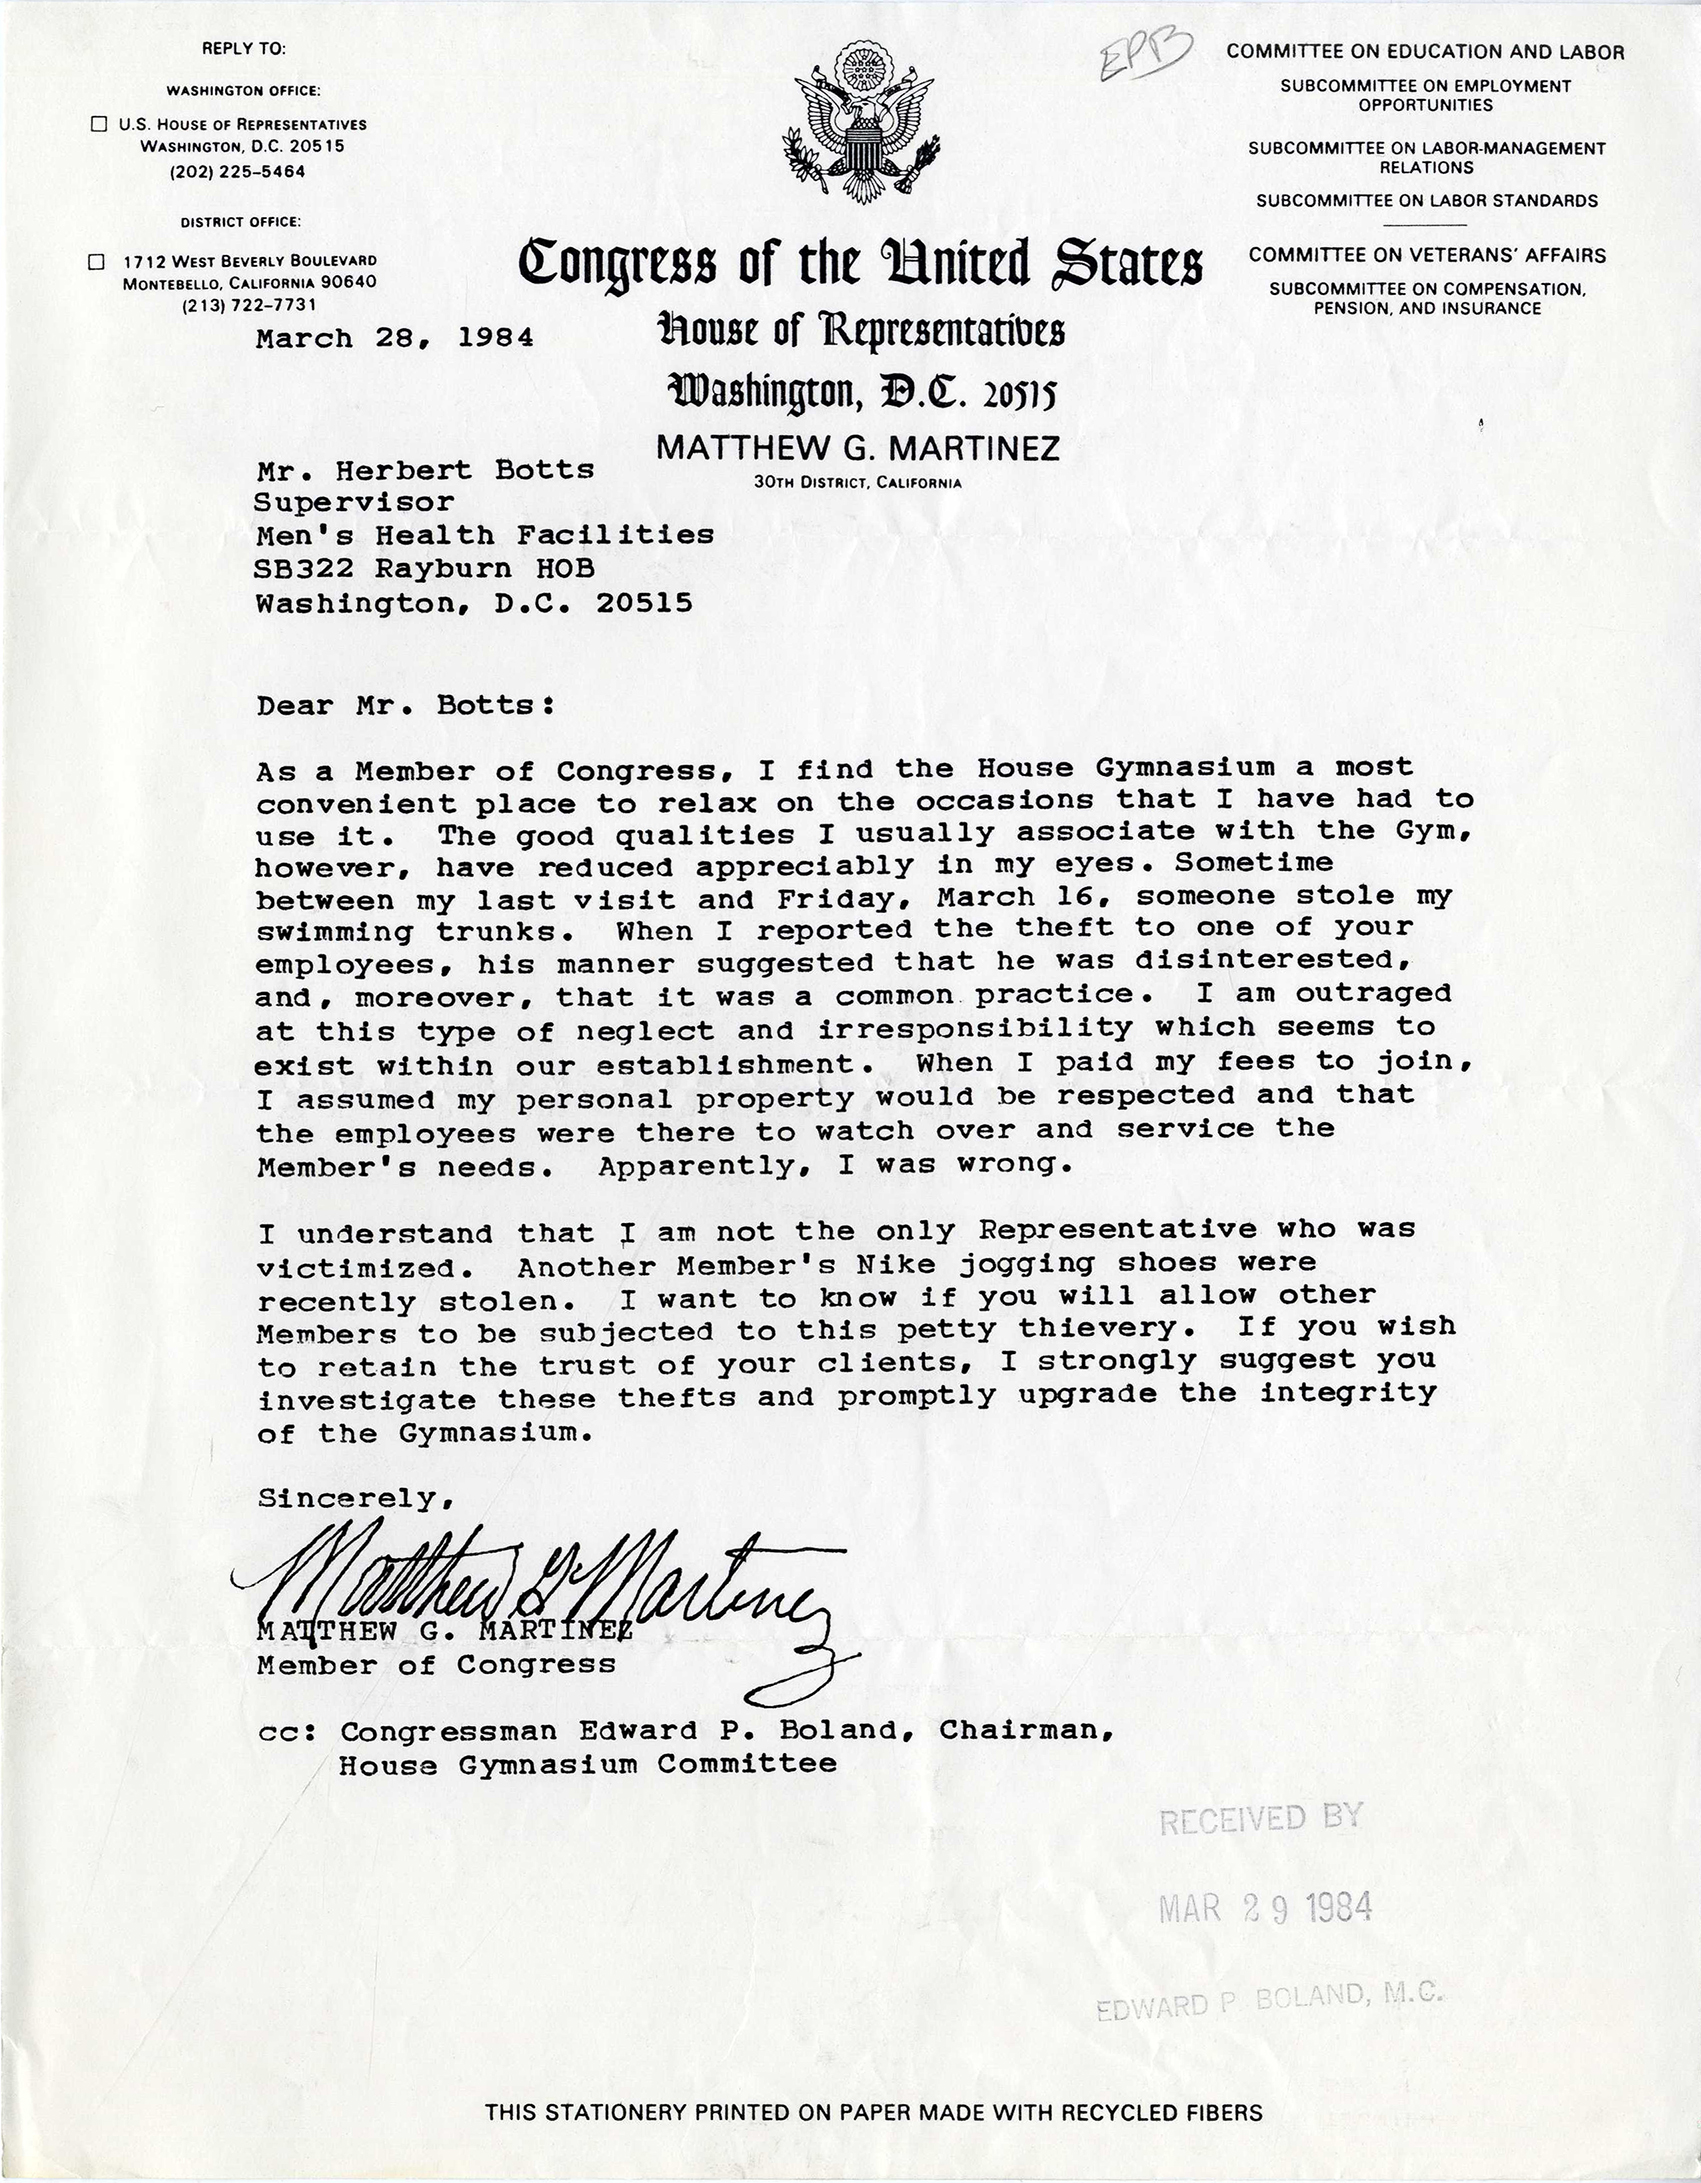 REPLY TO:
WASHINGTON OFFICE:
U.S. HOUSE OF REPRESENTATIVES
WASHINGTON, D.C. 20515
(202) 225-5464
DISTRICT OFFICE:
1712 WEST BEVERLY BOULEVARD
MONTEBELLO, CALIFORNIA 90640
(213) 722-7731
EPB
COMMITTEE ON EDUCATION AND LABOR
SUBCOMMITTEE ON EMPLOYMENT
OPPORTUNITIES
SUBCOMMITTEE ON LABOR-MANAGEMENT
RELATIONS
SUBCOMMITTEE ON LABOR STANDARDS
COMMITTEE ON VETERANS' AFFAIRS
SUBCOMMITTEE ON COMPENSATION,
PENSION, AND INSURANCE
Congress of the United States
House of Representatives
Washington, D.C. 20515
MATTHEW G. MARTINEZ
30TH DISTRICT, CALIFORNIA
March 28, 1984
Mr. Herbert Botts
Supervisor
Men's Health Facilities
SB322 Rayburn HOB
Washington, D.C. 20515
Dear Mr. Botts:
As a Member of Congress, I find the House Gymnasium a most
convenient place to relax on the occasions that I have had to
use it. The good qualities I usually associate with the Gym,
however, have reduced appreciably in my eyes. Sometime
between my last visit and Friday, March 16, someone stole my
swimming trunks. When I reported the theft to one of your
employees, his manner suggested that he was disinterested,
and, moreover, that it was a common practice. I am outraged
at this type of neglect and irresponsibility which seems to
exist within our establishment. When I paid my fees to join,
I assumed my personal property would be respected and that
the employees were there to watch over and service the
Member's needs. Apparently, I was wrong.
I understand that I am not the only Representative who was
victimized. Another Member's Nike jogging shoes were
recently stolen. I want to know if you will allow other
Members to be subjected to this petty thievery. If you wish
to retain the trust of your clients, I strongly suggest you
investigate these thefts and promptly upgrade the integrity
of the Gymnasium.
Sincerely,
Matthew G. Martinez
MATTHEW G. MARTINEZ
Member of Congress
cc: Congressman Edward P. Boland, Chairman,
House Gymnasium Committee
RECEIVED BY
MAR 29 1984
EDWARD P BOLAND, M.C.
THIS STATIONERY PRINTED ON PAPER MADE WITH RECYCLED FIBERS